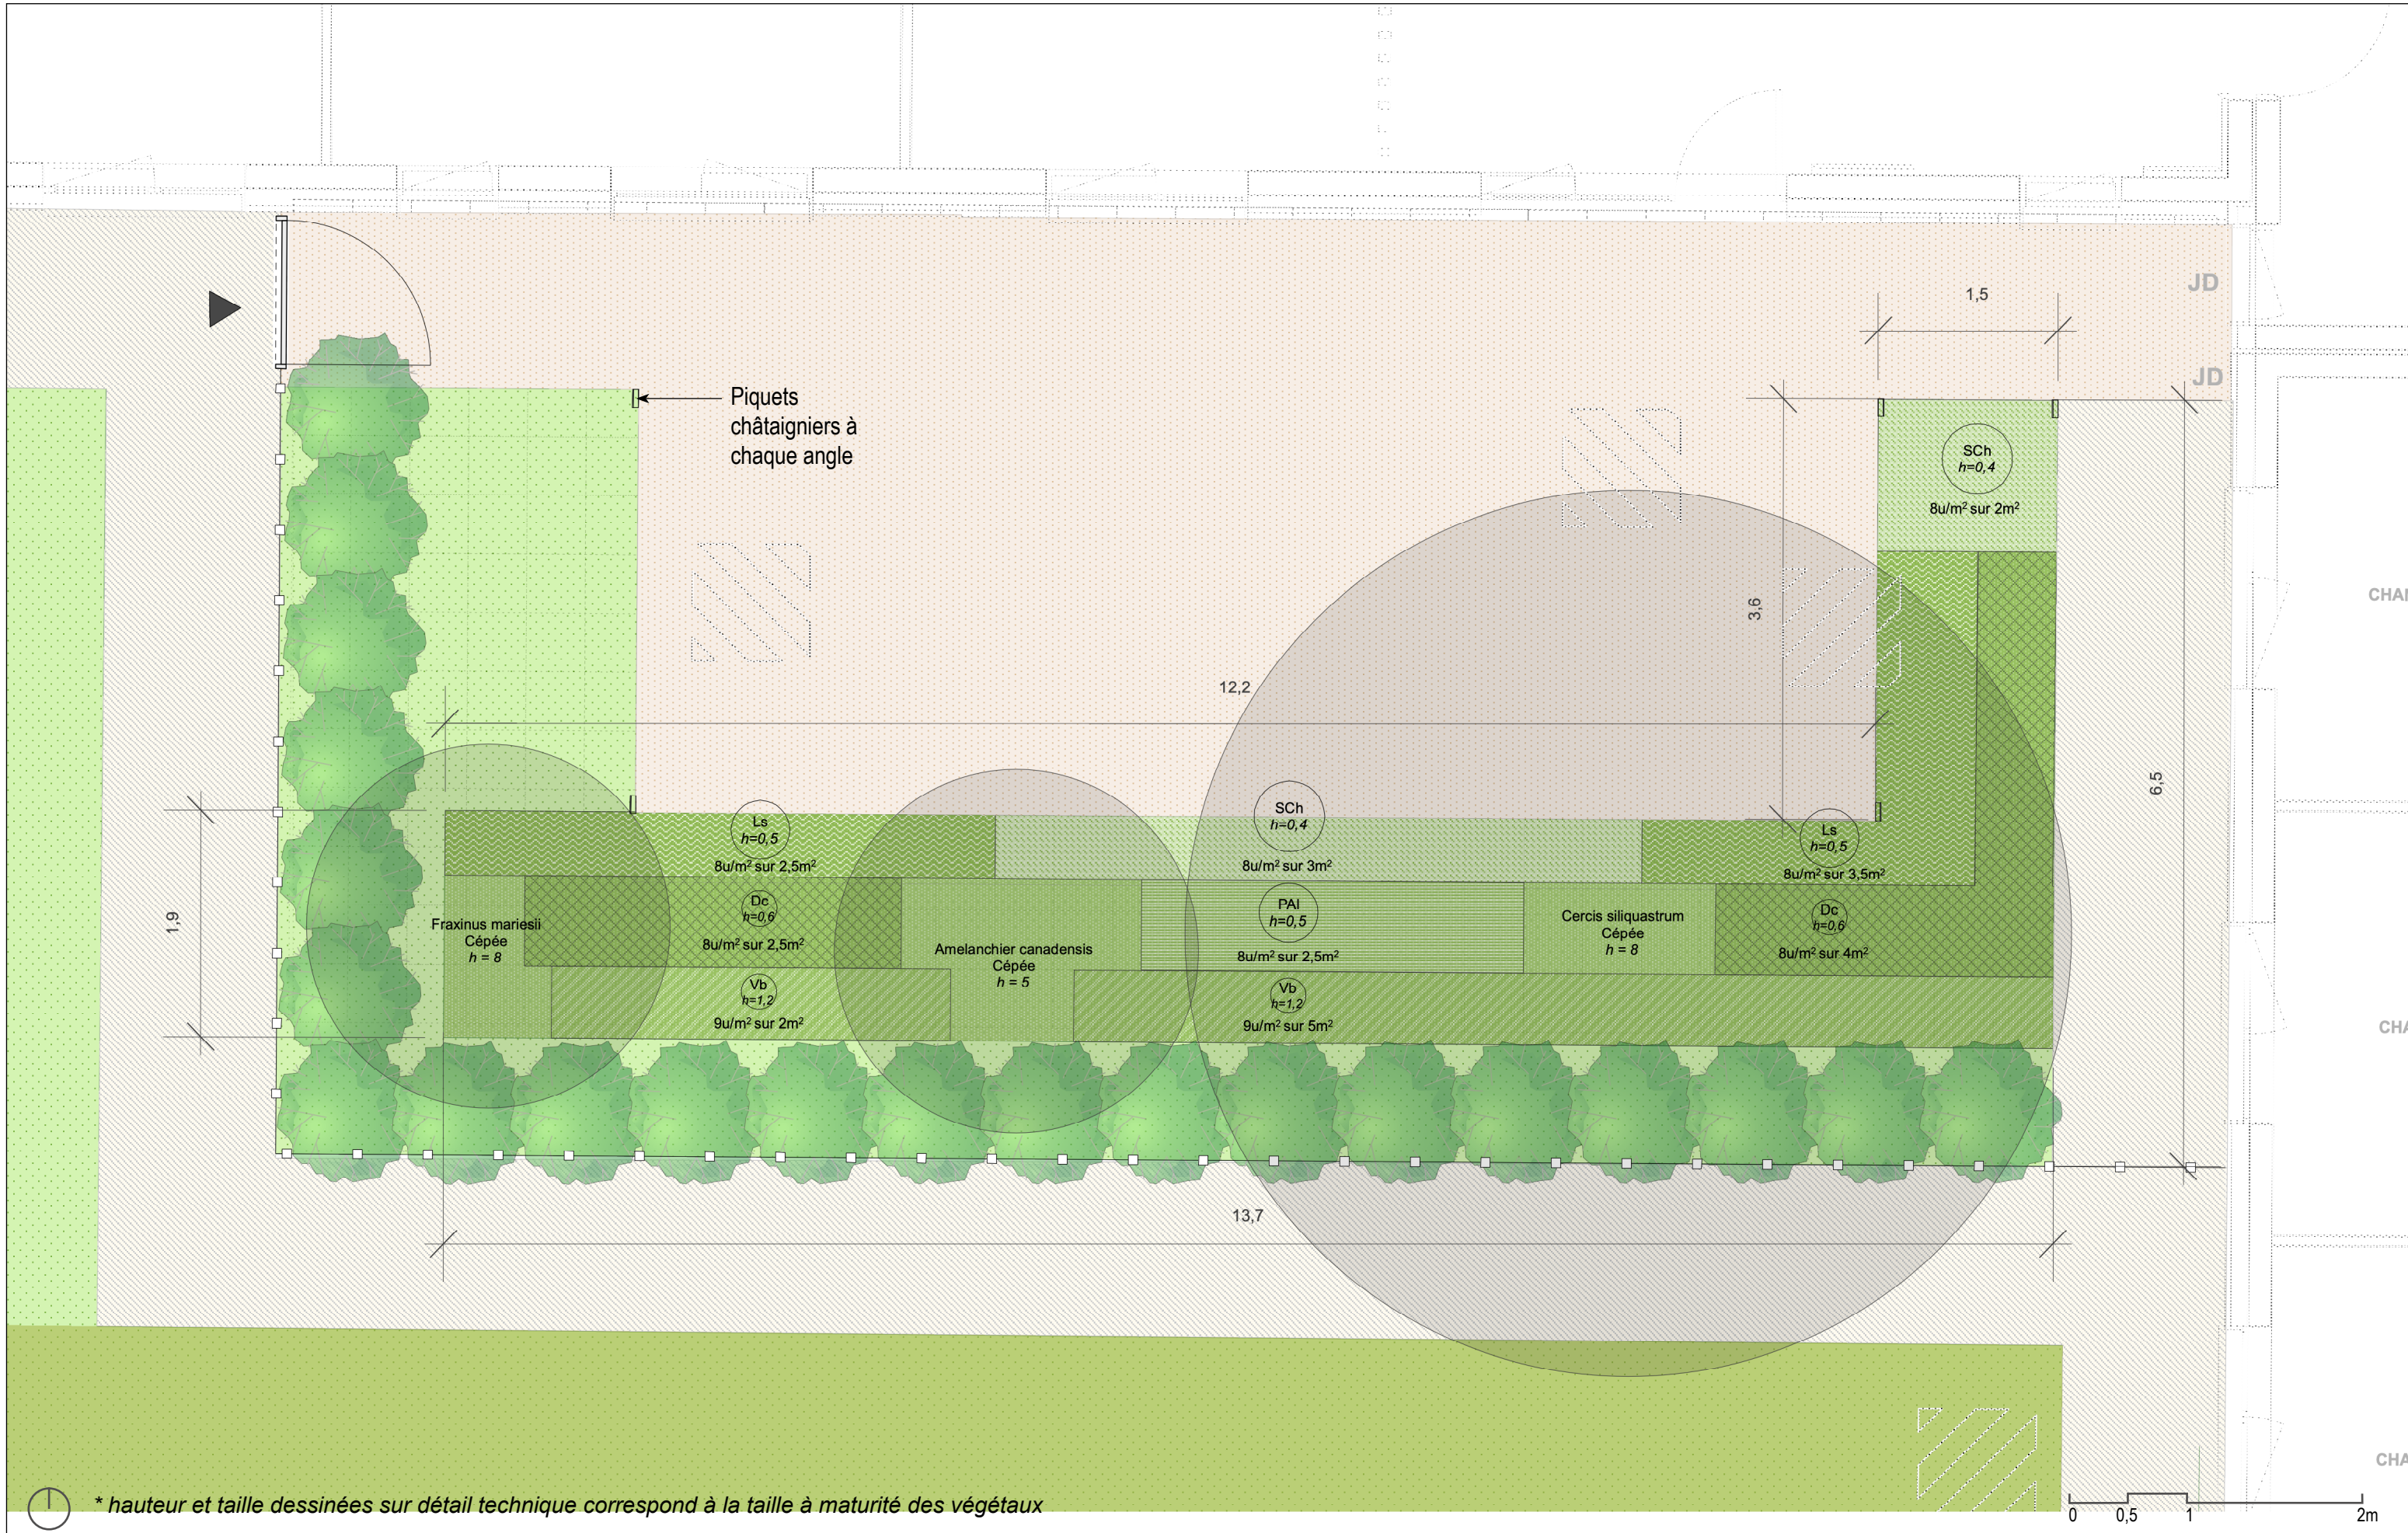 JD
1,5
JD
Piquets
châtaigniers à
chaque angle
SCh
h=0,4
8u/m² sur 2m²
CHA
3,6
12,2
6,5
Ls
h=0,5
8u/m² sur 2,5m²
SCh
h=0,4
8u/m² sur 3m²
Ls
h=0,5
8u/m² sur 3,5m²
1,9
Fraxinus mariesii
Cépée
h = 8
Dc
h=0,6
8u/m² sur 2,5m²
Amelanchier canadensis
Cépée
h = 5
PAl
h=0,5
8u/m² sur 2,5m²
Cercis siliquastrum
Cépée
h = 8
Dc
h=0,6
8u/m² sur 4m²
Vb
h=1,2
9u/m² sur 2m²
Vb
h=1,2
9u/m² sur 5m²
CHA
13,7
CHA
* hauteur et taille dessinées sur détail technique correspond à la taille à maturité des végétaux
0 0,5 1 2m